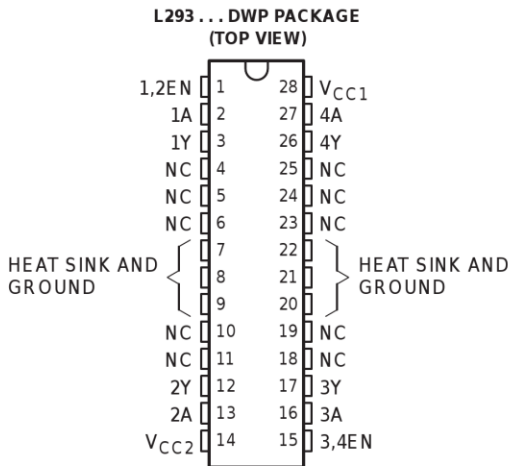 L293 . . . DWP PACKAGE
(TOP VIEW)
1,2EN 1 28 VCC1
1A 2 27 4A
1Y 3 26 4Y
NC 4 25 NC
NC 5 24 NC
NC 6 23 NC
7 22
HEAT SINK AND GROUND 8 21 HEAT SINK AND GROUND
9 20
NC 10 19 NC
NC 11 18 NC
2Y 12 17 3Y
2A 13 16 3A
VCC2 14 15 3,4EN